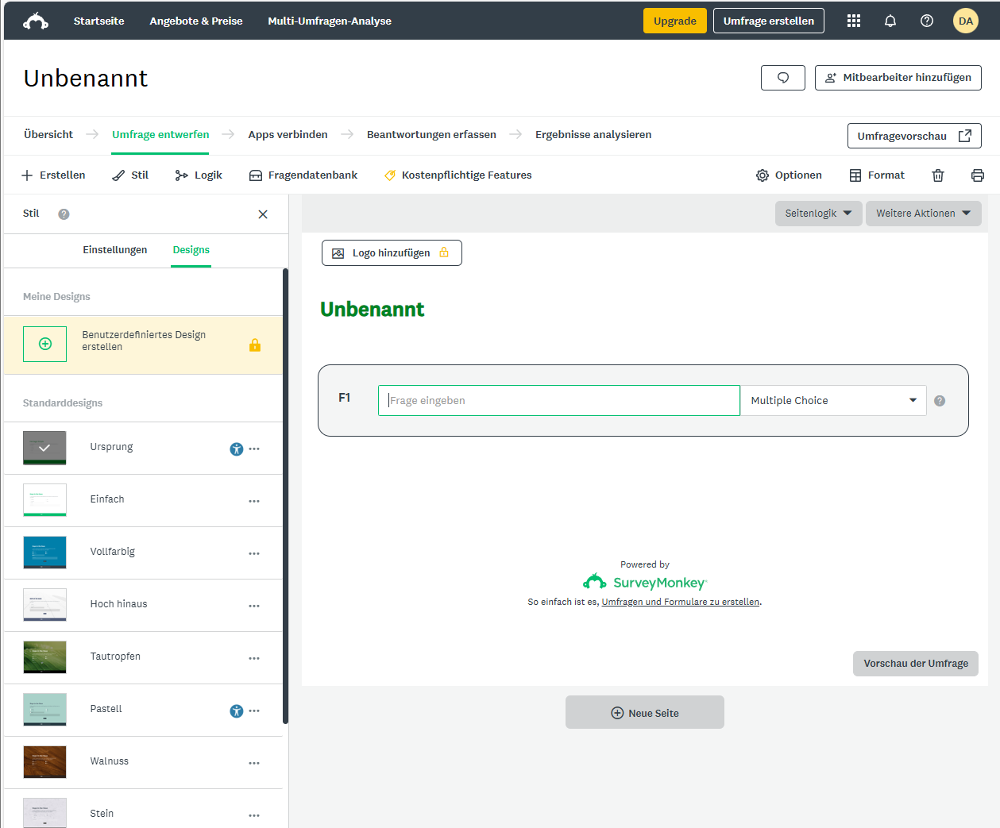 Startseite Angebote & Preise Multi-Umfragen-Analyse Upgrade Umfrage erstellen DA
Unbenannt Mitbearbeiter hinzufügen
Übersicht Umfrage entwerfen Apps verbinden Beantwortungen erfassen Ergebnisse analysieren Umfragevorschau
Erstellen Stil Logik Fragendatenbank Kostenpflichtige Features Optionen Format
Stil ?
Seitenlogik Weitere Aktionen
Einstellungen Designs
Logo hinzufügen
Meine Designs
Unbenannt
Benutzerdefiniertes Design
erstellen
F1 Frage eingeben Multiple Choice ?
Standarddesigns
Ursprung
Einfach
Vollfarbig
Hoch hinaus
Tautropfen
Pastell
Walnuss
Stein
Powered by
SurveyMonkey
So einfach ist es, Umfragen und Formulare zu erstellen.
Vorschau der Umfrage
Neue Seite